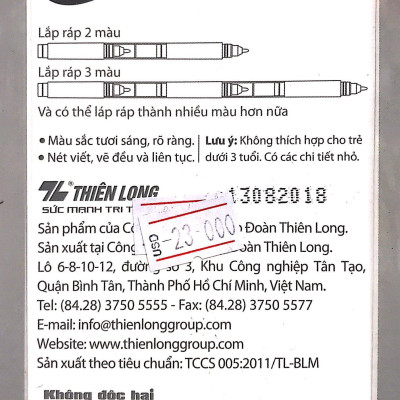 Lắp ráp 2 màu
Lắp ráp 3 màu
Và có thể lắp ráp thành nhiều màu hơn nữa
• Màu sắc tươi sáng, rõ ràng.
• Nét viết, vẽ đều và liên tục.
Lưu ý: Không thích hợp cho trẻ
dưới 3 tuổi. Có các chi tiết nhỏ.
TL THIÊN LONG
13082018
SỨC MẠNH TRI T
Sản phẩm của Cô Đoàn Thiên Long.
GSU 23 000
Sản xuất tại Công Đoàn Thiên Long.
Lô 6-8-10-12, đường số 3, Khu Công nghiệp Tân Tạo,
Quận Bình Tân, Thành Phố Hồ Chí Minh, Việt Nam.
Tel: (84.28) 3750 5555 - Fax: (84.28) 3750 5577
E-mail: info@thienlonggroup.com
Website: www.thienlonggroup.com
Sản xuất theo tiêu chuẩn: TCCS 005:2011/TL-BLM
Không độc hại